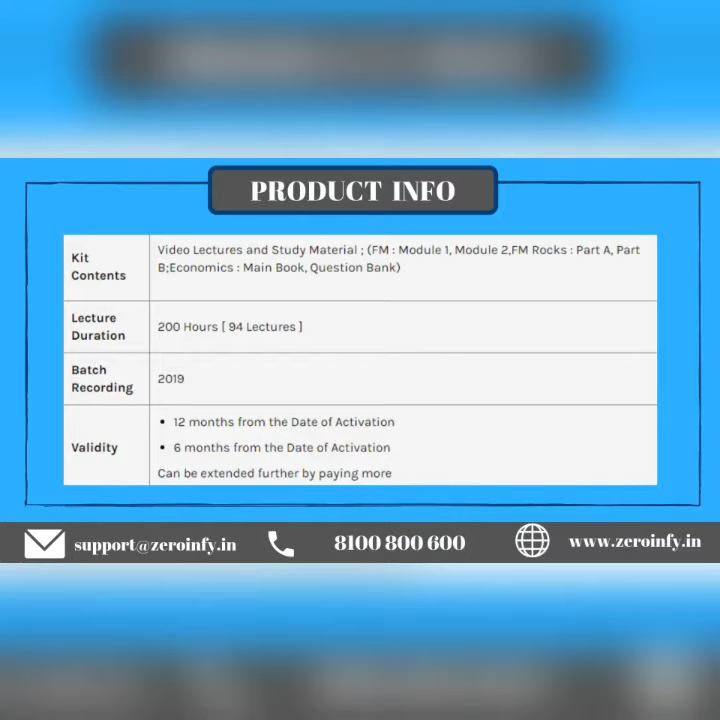 PRODUCT INFO
Kit
Contents
Video Lectures and Study Material ; (FM : Module 1, Module 2,FM Rocks : Part A, Part
B;Economics : Main Book, Question Bank)
Lecture
Duration
200 Hours [ 94 Lectures ]
Batch
Recording
2019
Validity
• 12 months from the Date of Activation
• 6 months from the Date of Activation
Can be extended further by paying more
support@zeroinfy.in
8100 800 600
www.zeroinfy.in